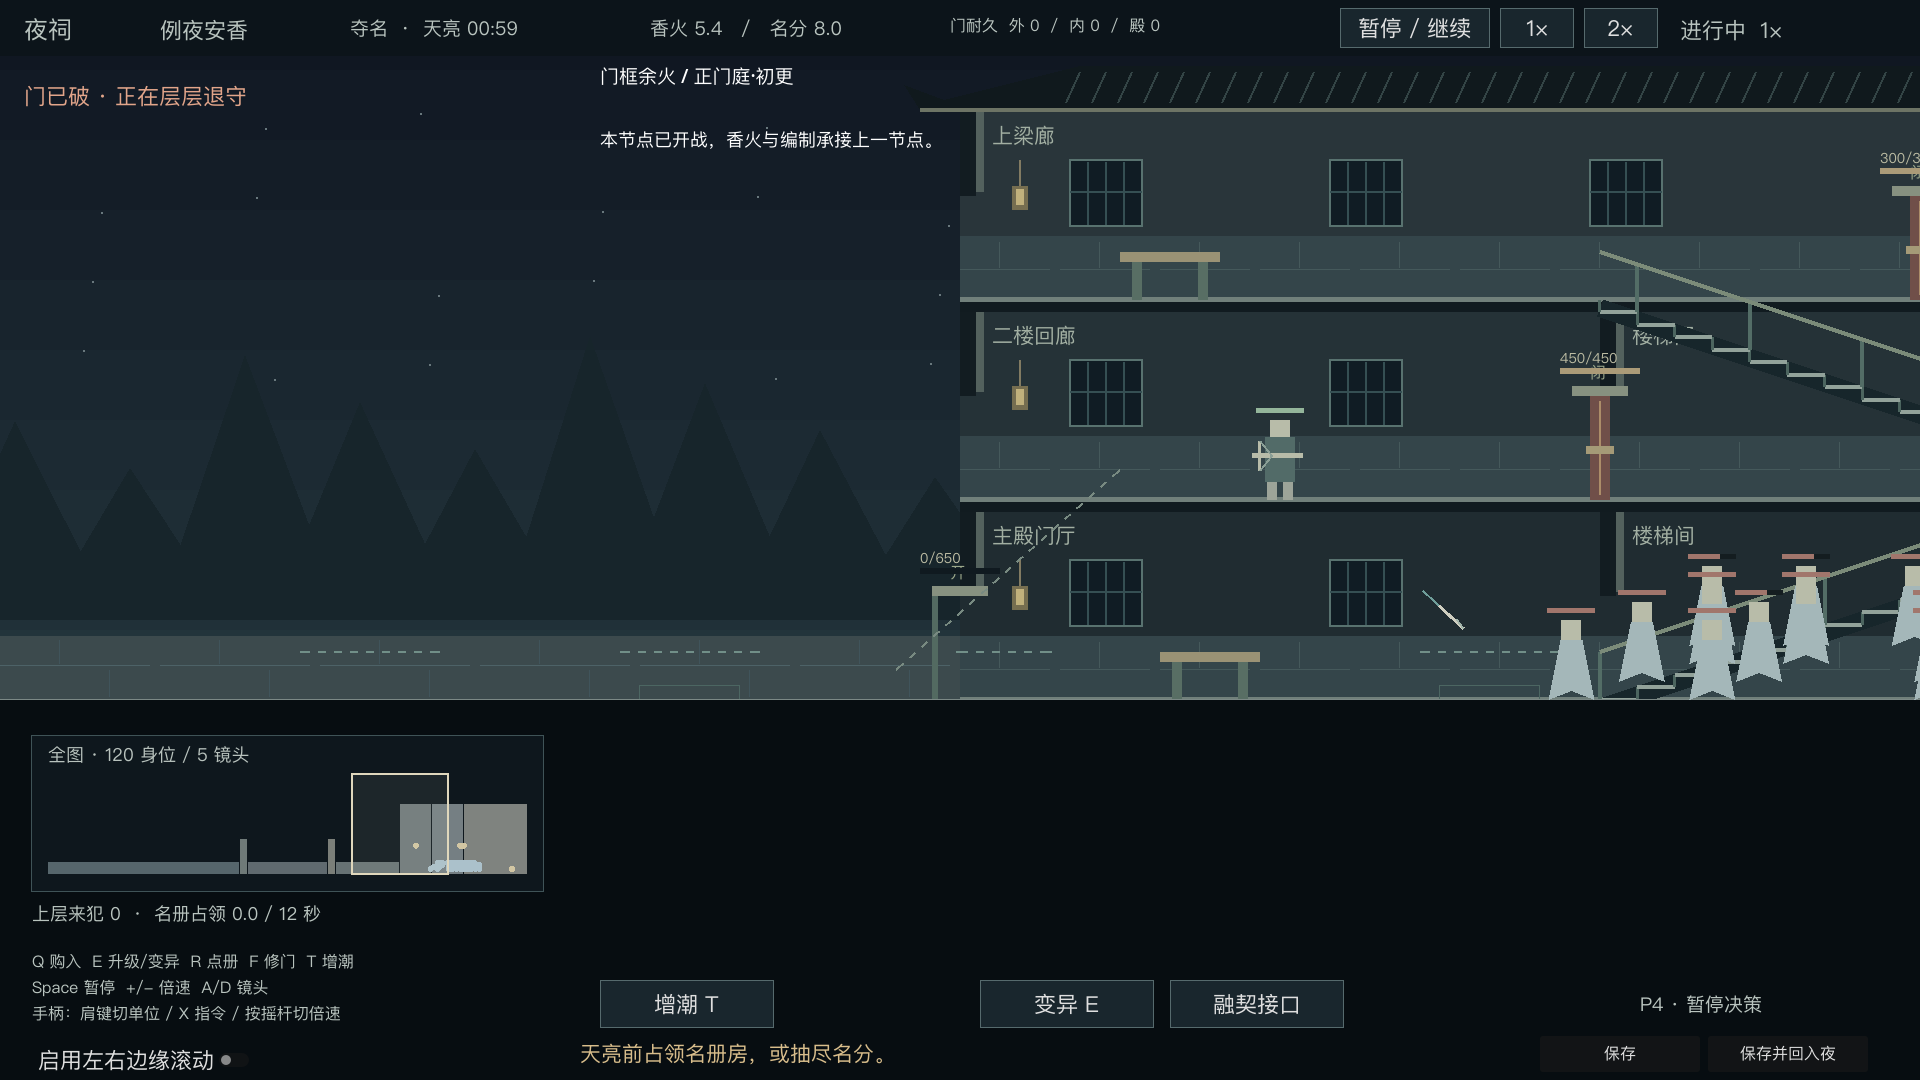 夜祠
例夜安香
夺名 · 天亮 00:59
香火 5.4 / 名分 8.0
门耐久 外 0 / 内 0 / 殿 0
暂停 / 继续
1×
2×
进行中 1×
门已破 · 正在层层退守
门框余火 / 正门庭·初更
本节点已开战，香火与编制承接上一节点。
上梁廊
300/3
二楼回廊
450/450
闭
主殿门厅
楼梯间
0/650
全图 · 120 身位 / 5 镜头
上层来犯 0 · 名册占领 0.0 / 12 秒
Q 购入 E 升级/变异 R 点册 F 修门 T 增潮
Space 暂停 +/− 倍速 A/D 镜头
手柄：肩键切单位 / X 指令 / 按摇杆切倍速
启用左右边缘滚动
增潮 T
变异 E
融契接口
天亮前占领名册房，或抽尽名分。
P4 · 暂停决策
保存
保存并回入夜